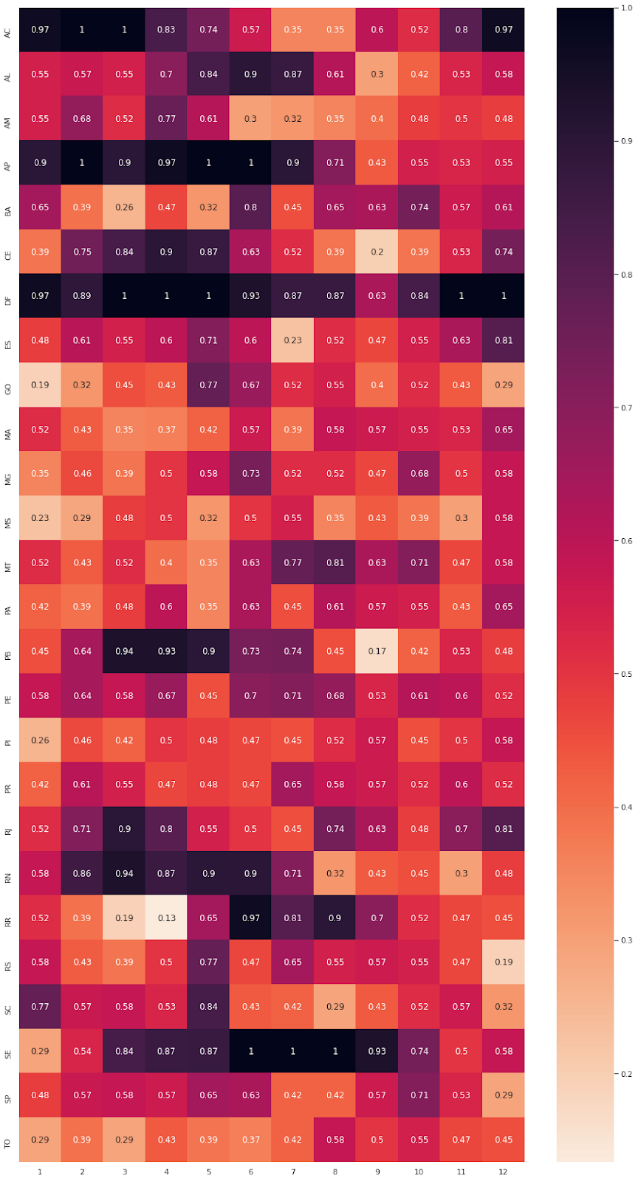 AC 0.97 1 1 0.83 0.74 0.57 0.35 0.35 0.6 0.52 0.8 0.97
AL 0.55 0.57 0.55 0.7 0.84 0.9 0.87 0.61 0.3 0.42 0.53 0.58
AM 0.55 0.68 0.52 0.77 0.61 0.3 0.32 0.35 0.4 0.48 0.5 0.48
AP 0.9 1 0.9 0.97 1 1 0.9 0.71 0.43 0.55 0.53 0.55
BA 0.65 0.39 0.26 0.47 0.32 0.8 0.45 0.65 0.63 0.74 0.57 0.61
CE 0.39 0.75 0.84 0.9 0.87 0.63 0.52 0.39 0.2 0.39 0.53 0.74
DF 0.97 0.89 1 1 1 0.93 0.87 0.87 0.63 0.84 1 1
ES 0.48 0.61 0.55 0.6 0.71 0.6 0.23 0.52 0.47 0.55 0.63 0.81
GO 0.19 0.32 0.45 0.43 0.77 0.67 0.52 0.55 0.4 0.52 0.43 0.29
MA 0.52 0.43 0.35 0.37 0.42 0.57 0.39 0.58 0.57 0.55 0.53 0.65
MG 0.35 0.46 0.39 0.5 0.58 0.73 0.52 0.52 0.47 0.68 0.5 0.58
MS 0.23 0.29 0.48 0.5 0.32 0.5 0.55 0.35 0.43 0.39 0.3 0.58
MT 0.52 0.43 0.52 0.4 0.35 0.63 0.77 0.81 0.63 0.71 0.47 0.58
PA 0.42 0.39 0.48 0.6 0.35 0.63 0.45 0.61 0.57 0.55 0.43 0.65
PB 0.45 0.64 0.94 0.93 0.9 0.73 0.74 0.45 0.17 0.42 0.53 0.48
PE 0.58 0.64 0.58 0.67 0.45 0.7 0.71 0.68 0.53 0.61 0.6 0.52
PI 0.26 0.46 0.42 0.5 0.48 0.47 0.45 0.52 0.57 0.45 0.5 0.58
PR 0.42 0.61 0.55 0.47 0.48 0.47 0.65 0.58 0.57 0.52 0.6 0.52
RJ 0.52 0.71 0.9 0.8 0.55 0.5 0.45 0.74 0.63 0.48 0.7 0.81
RN 0.58 0.86 0.94 0.87 0.9 0.9 0.71 0.32 0.43 0.45 0.3 0.48
RR 0.52 0.39 0.19 0.13 0.65 0.97 0.81 0.9 0.7 0.52 0.47 0.45
RS 0.58 0.43 0.39 0.5 0.77 0.47 0.65 0.55 0.57 0.55 0.47 0.19
SC 0.77 0.57 0.58 0.53 0.84 0.43 0.42 0.29 0.43 0.52 0.57 0.32
SE 0.29 0.54 0.84 0.87 0.87 1 1 1 0.93 0.74 0.5 0.58
SP 0.48 0.57 0.58 0.57 0.65 0.63 0.42 0.42 0.57 0.71 0.53 0.29
TO 0.29 0.39 0.29 0.43 0.39 0.37 0.42 0.58 0.5 0.55 0.47 0.45
1 2 3 4 5 6 7 8 9 10 11 12
1.0
0.9
0.8
0.7
0.6
0.5
0.4
0.3
0.2